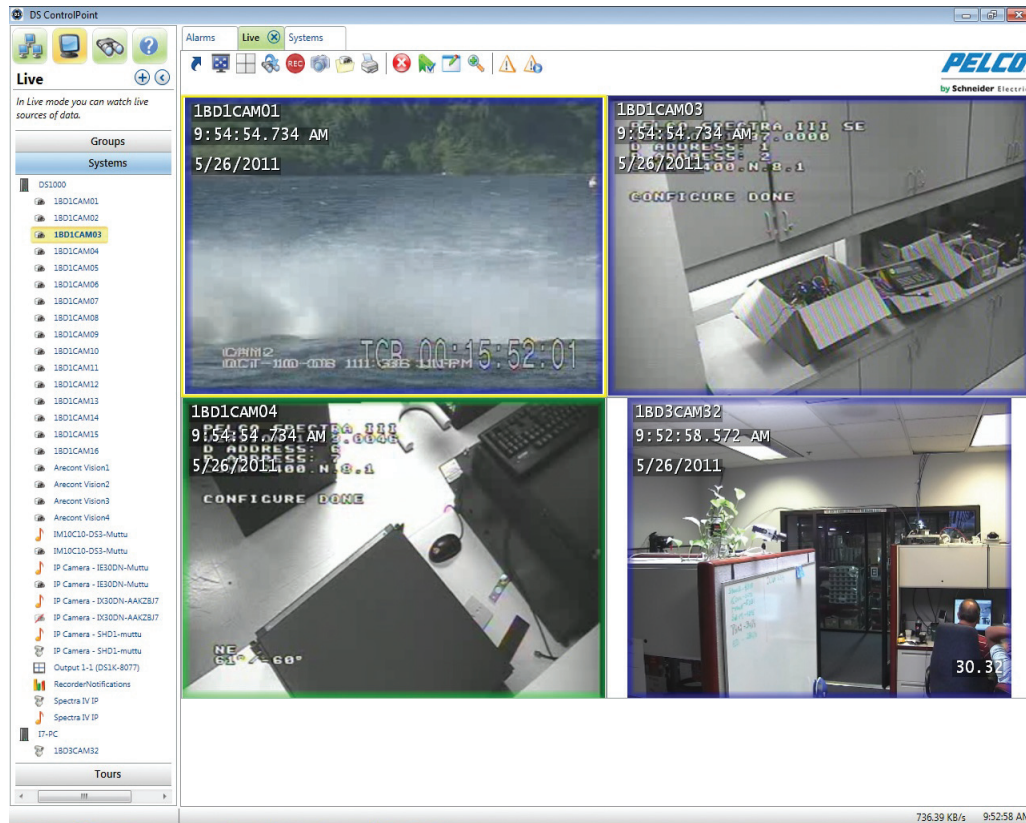 DS ControlPoint
Alarms
Live
Systems
REC
PELCO
by Schneider Electric
Live
In Live mode you can watch live
sources of data.
Groups
Systems
DS1000
1BD1CAM01
1BD1CAM02
1BD1CAM03
1BD1CAM04
1BD1CAM05
1BD1CAM06
1BD1CAM07
1BD1CAM08
1BD1CAM09
1BD1CAM10
1BD1CAM11
1BD1CAM12
1BD1CAM13
1BD1CAM14
1BD1CAM15
1BD1CAM16
Arecont Vision1
Arecont Vision2
Arecont Vision3
Arecont Vision4
IM10C10-DS3-Muttu
IM10C10-DS3-Muttu
IP Camera - IE30DN-Muttu
IP Camera - IE30DN-Muttu
IP Camera - IX30DN-AAKZBJ7
IP Camera - IX30DN-AAKZBJ7
IP Camera - SHD1-muttu
IP Camera - SHD1-muttu
Output 1-1 (DS1K-8077)
RecorderNotifications
Spectra IV IP
Spectra IV IP
I7-PC
1BD3CAM32
Tours
1BD1CAM01
9:54:54.734 AM
5/26/2011
TCR 00:15:52:01
1BD1CAM03
9:54:54.734 AM
5/26/2011
CONFIGURE DONE
1BD1CAM04
9:54:54.734 AM
5/26/2011
CONFIGURE DONE
NE
61°/-60°
1BD3CAM32
9:52:58.572 AM
5/26/2011
30.32
736.39 KB/s
9:52:58 AM